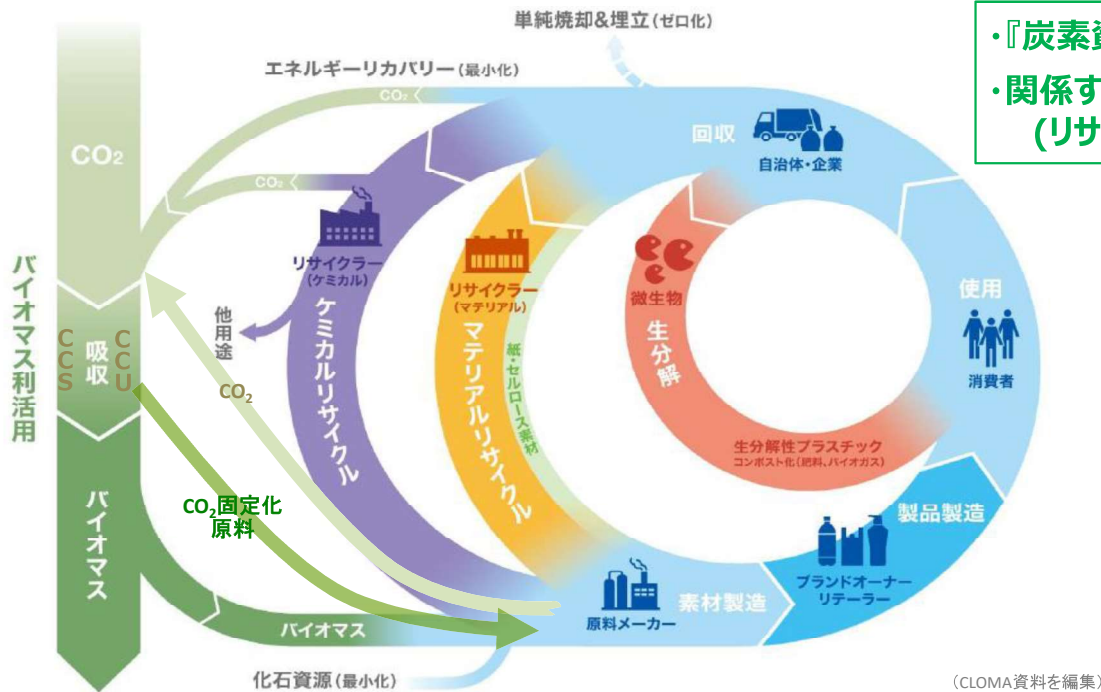 単純焼却&埋立(ゼロ化)
・『炭素資
・関係す
(リサ
エネルギーリカバリー(最小化)
CO₂
CO₂
CO₂
回収
自治体・企業
リサイクラー
(ケミカル)
リサイクラー
(マテリアル)
微生物
生分解
使用
消費者
バイオマス利活用
CCS
吸収
CCU
他用途
CO₂
ケミカルリサイクル
マテリアルリサイクル
紙・セルロース素材
生分解性プラスチック
コンポスト化(肥料、バイオガス)
CO₂固定化
原料
バイオマス
製品製造
ブランドオーナー
リテーラー
素材製造
原料メーカー
バイオマス
化石資源(最小化)
(CLOMA資料を編集)